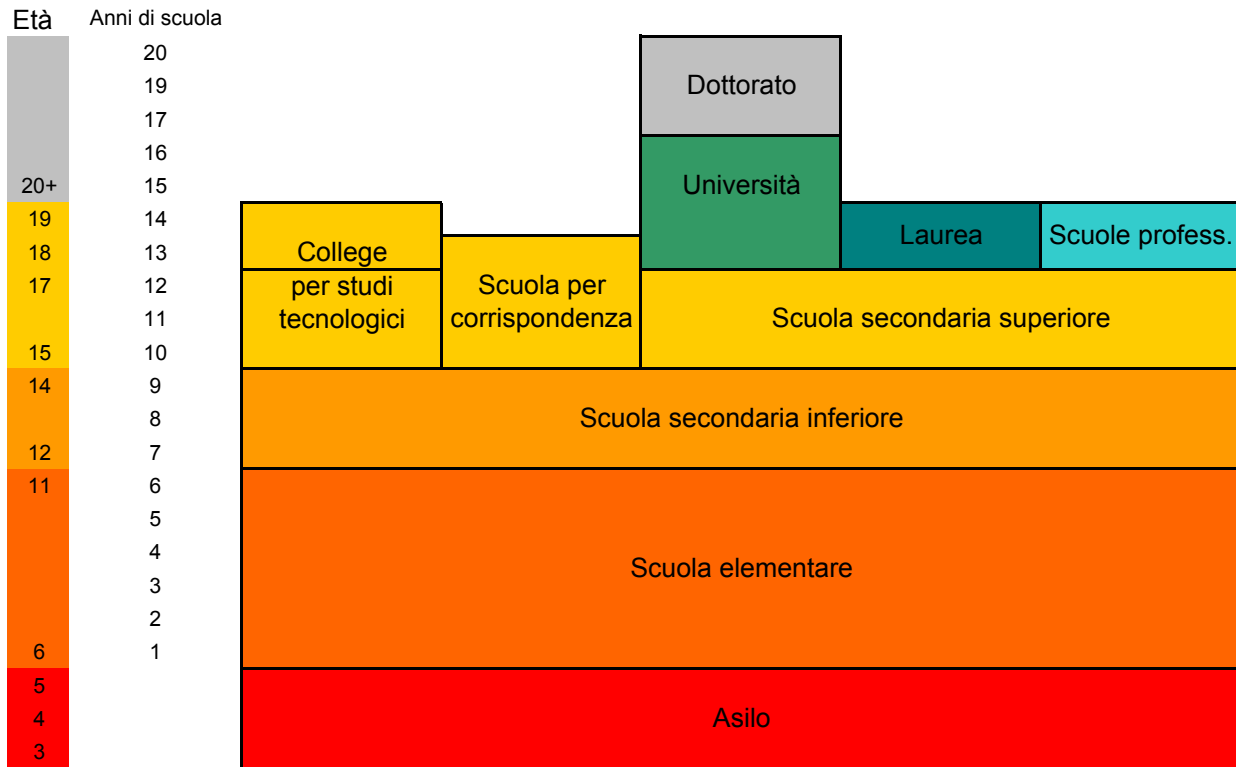 Età Anni di scuola
20
19 Dottorato
17
16
20+ 15 Università
19 14 Laurea Scuole profess.
18 13 College
17 12 per studi Scuola per
11 tecnologici corrispondenza Scuola secondaria superiore
15 10
14 9
8 Scuola secondaria inferiore
12 7
11 6
5
4 Scuola elementare
3
2
6 1
5
4 Asilo
3